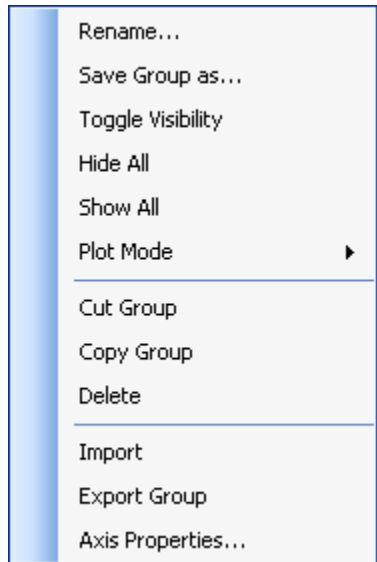 Rename...
Save Group as...
Toggle Visibility
Hide All
Show All
Plot Mode
Cut Group
Copy Group
Delete
Import
Export Group
Axis Properties...